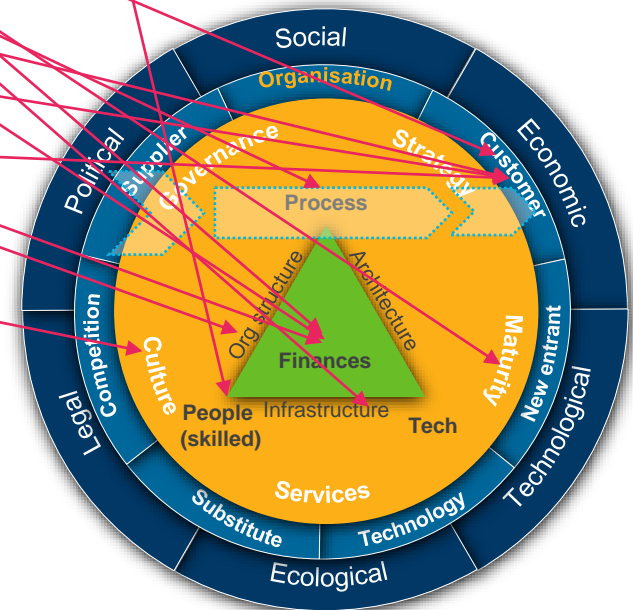 Social
Organisation
Political
Supplier
Governance
Strategy
Customer
Economic
Process
Org structure
Architecture
Competition
Culture
Finances
Maturity
New entrant
People
(skilled)
Infrastructure
Tech
Legal
Technological
Services
Substitute
Technology
Ecological